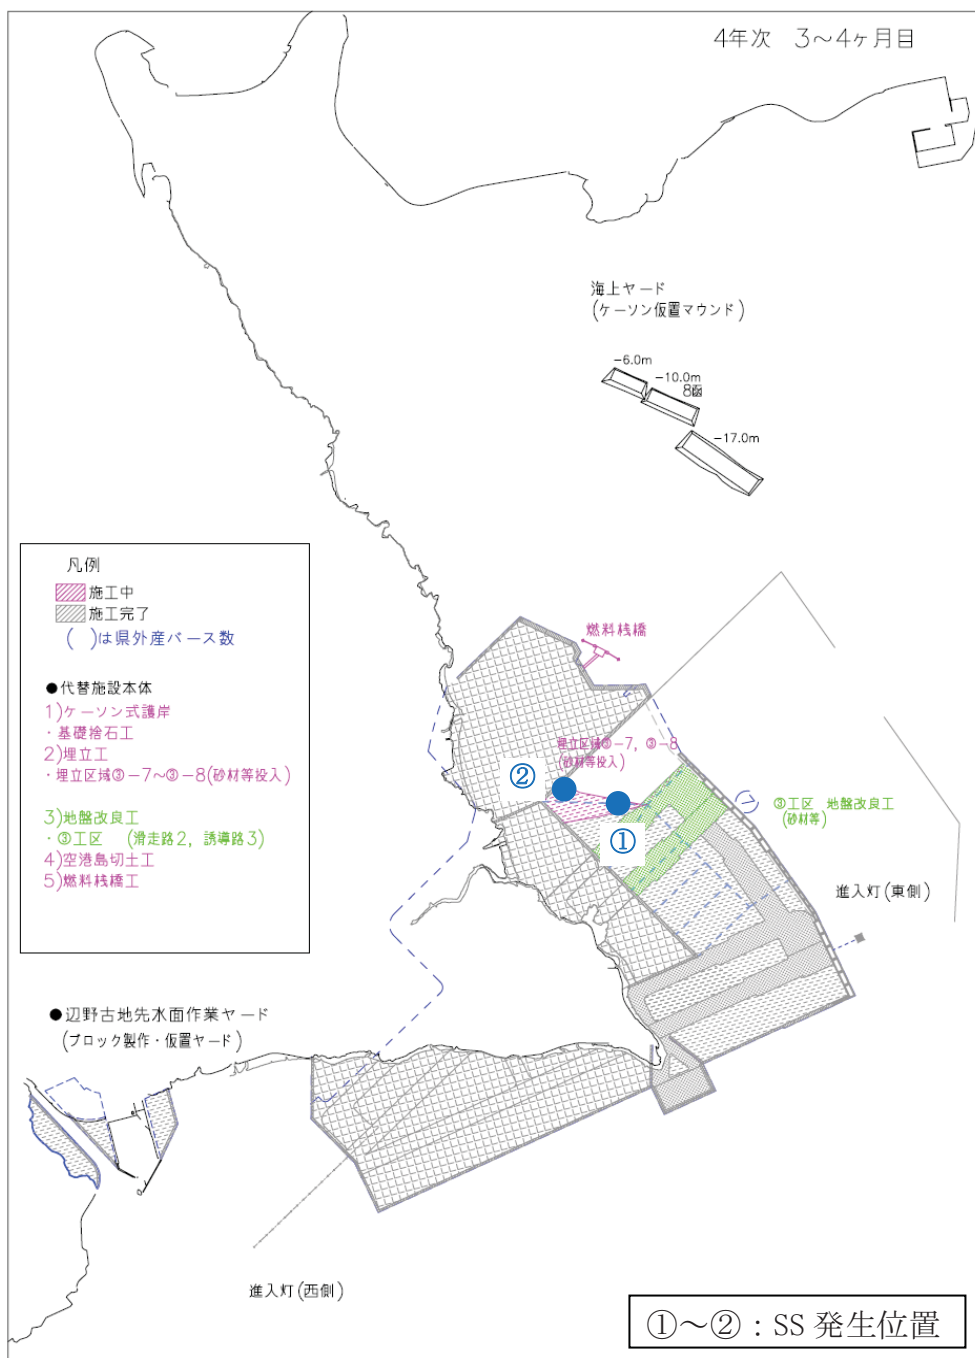 4年次 3～4ヶ月目
海上ヤード
(ケーソン仮置マウンド)
-6.0m
-10.0m
8函
-17.0m
凡例
施工中
施工完了
( )は県外産バース数
●代替施設本体
1)ケーソン式護岸
・基礎捨石工
2)埋立工
・埋立区域③-7～③-8(砂材等投入)
3)地盤改良工
・③工区 (滑走路2, 誘導路3)
4)空港島切土工
5)燃料桟橋工
燃料桟橋
埋立区域③-7, ③-8
(砂材等投入)
②
①
(7)
③工区 地盤改良工
(砂材等)
進入灯(東側)
●辺野古地先水面作業ヤード
(ブロック製作・仮置ヤード)
進入灯(西側)
①～②：SS 発生位置